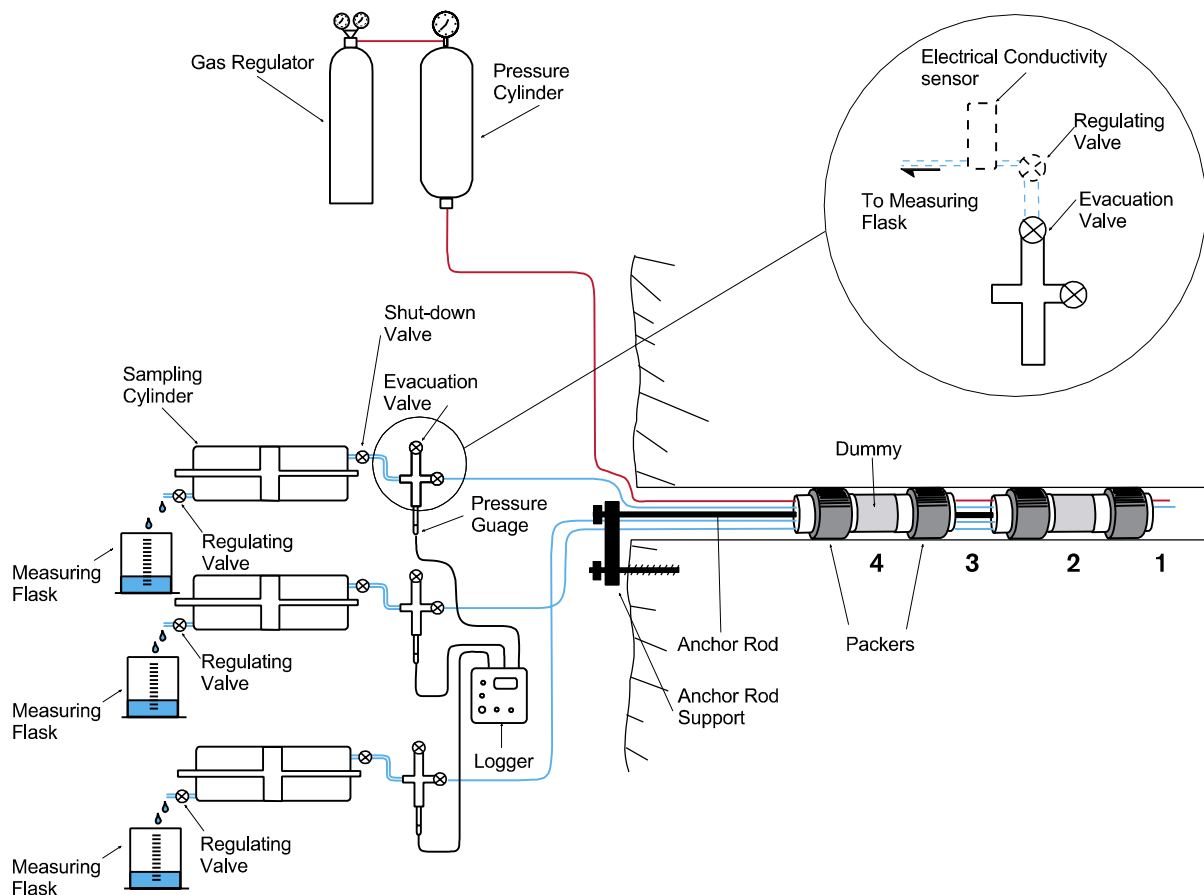 Gas Regulator
Pressure
Cylinder
Electrical Conductivity
sensor
Regulating
Valve
To Measuring
Flask
Evacuation
Valve
Shut-down
Valve
Sampling
Cylinder
Evacuation
Valve
Dummy
Pressure
Guage
Regulating
Valve
Measuring
Flask
4
3
2
1
Anchor Rod
Packers
Regulating
Valve
Anchor Rod
Support
Measuring
Flask
Logger
Regulating
Valve
Measuring
Flask